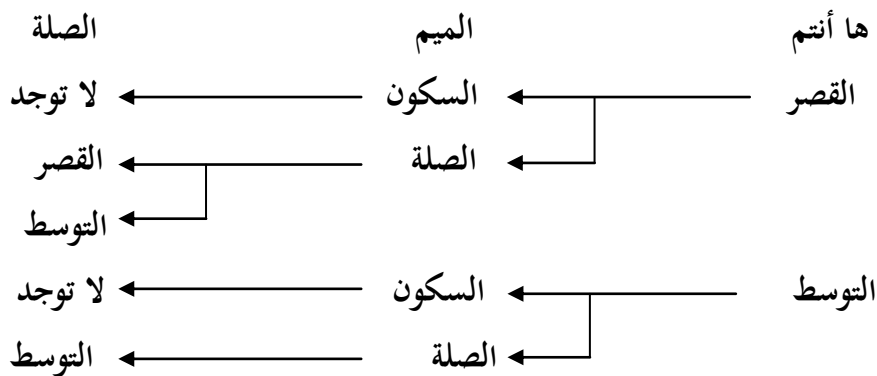 ها أنتم الميم الصلة
القصر السكون لا توجد
الصلة القصر
التوسط
التوسط السكون لا توجد
الصلة التوسط